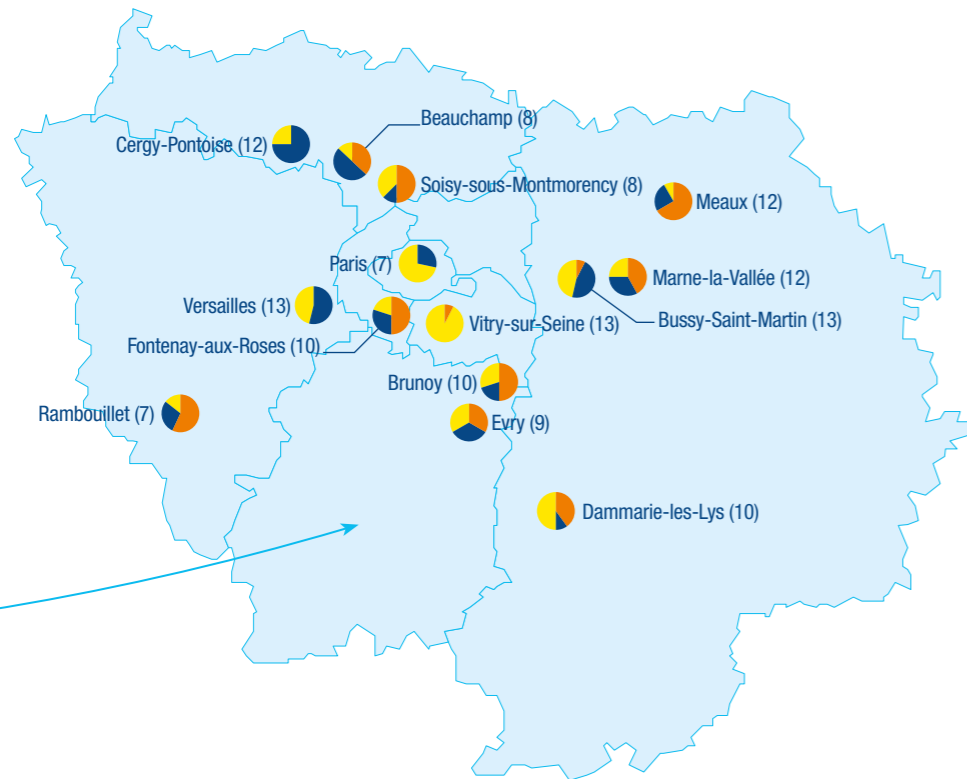 Beauchamp (8)
Cergy-Pontoise (12)
Soisy-sous-Montmorency (8)
Meaux (12)
Paris (7)
Marne-la-Vallée (12)
Versailles (13)
Bussy-Saint-Martin (13)
Vitry-sur-Seine (13)
Fontenay-aux-Roses (10)
Brunoy (10)
Rambouillet (7)
Evry (9)
Dammarie-les-Lys (10)